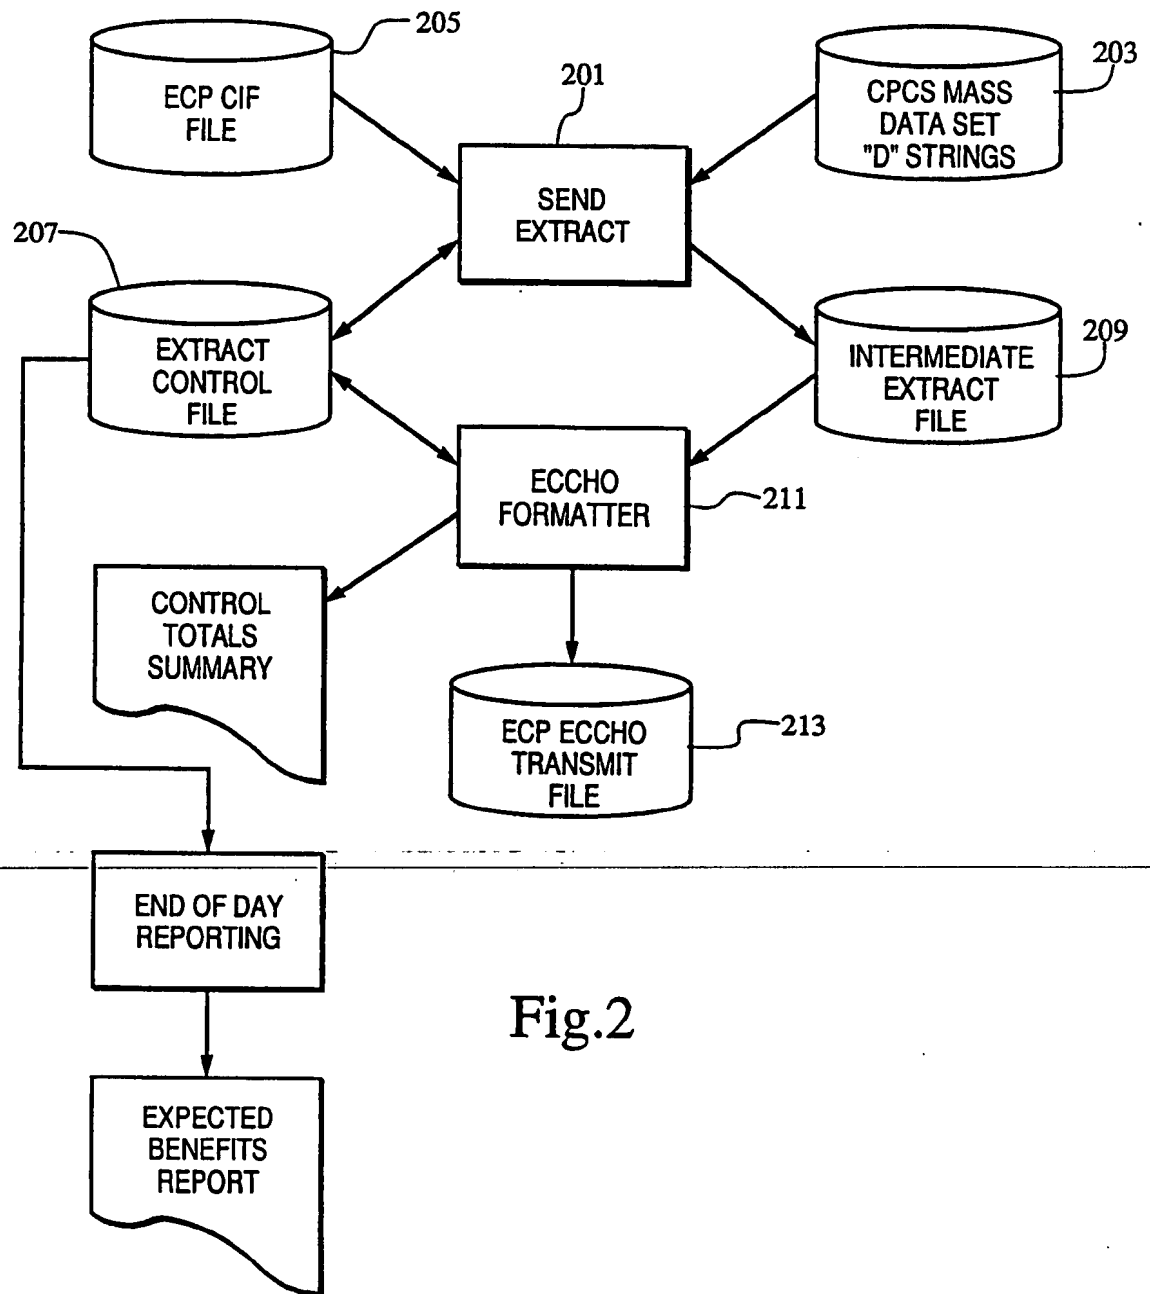 205
ECP CIF
FILE
201
SEND
EXTRACT
203
CPCS MASS
DATA SET
"D" STRINGS
207
EXTRACT
CONTROL
FILE
209
INTERMEDIATE
EXTRACT
FILE
ECCHO
FORMATTER
211
CONTROL
TOTALS
SUMMARY
ECP ECCHO
TRANSMIT
FILE
213
END OF DAY
REPORTING
Fig.2
EXPECTED
BENEFITS
REPORT